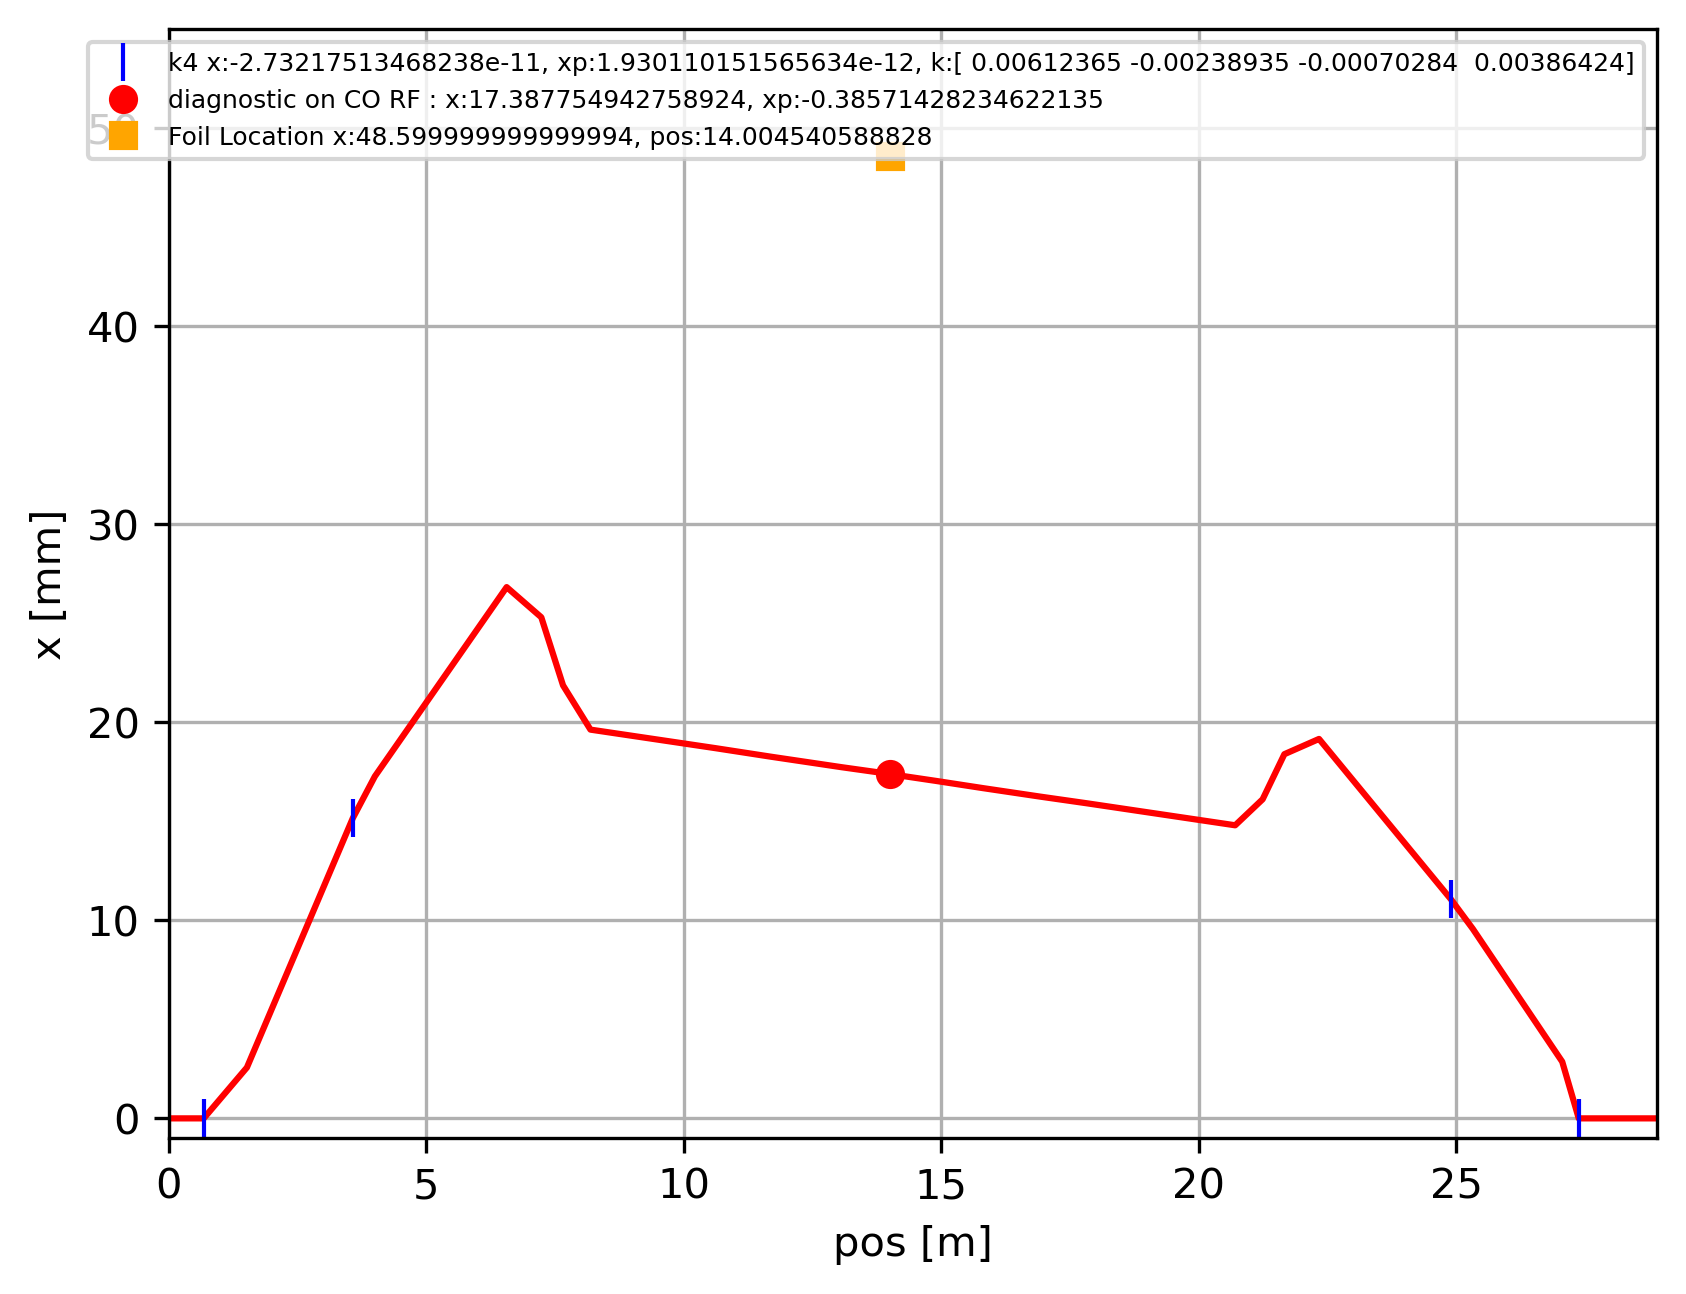 k4 x:-2.73217513468238e-11, xp:1.930110151565634e-12, k:[ 0.00612365 -0.00238935 -0.00070284  0.00386424]
diagnostic on CO RF : x:17.387754942758924, xp:-0.38571428234622135
Foil Location x:48.599999999999994, pos:14.004540588828
50
40
30
20
10
0
x [mm]
0 5 10 15 20 25
pos [m]